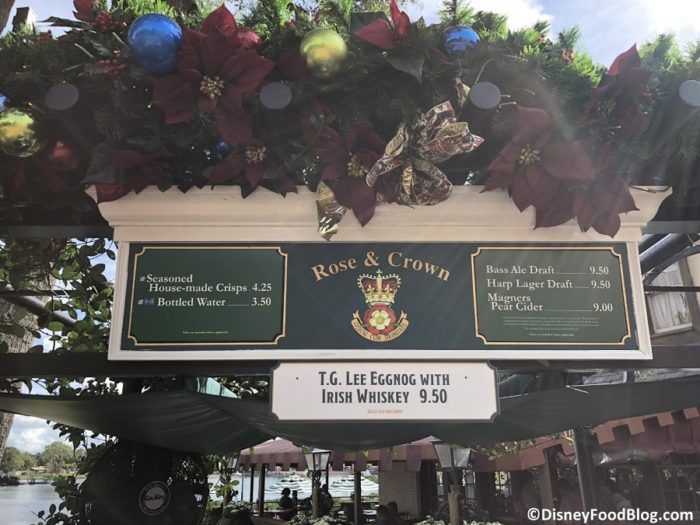 Rose & Crown
Seasoned
House-made Crisps 4.25
Bottled Water 3.50
Bass Ale Draft 9.50
Harp Lager Draft 9.50
Magners
Pear Cider 9.00
T.G. Lee Eggnog with
Irish Whiskey 9.50
©DisneyFoodBlog.com